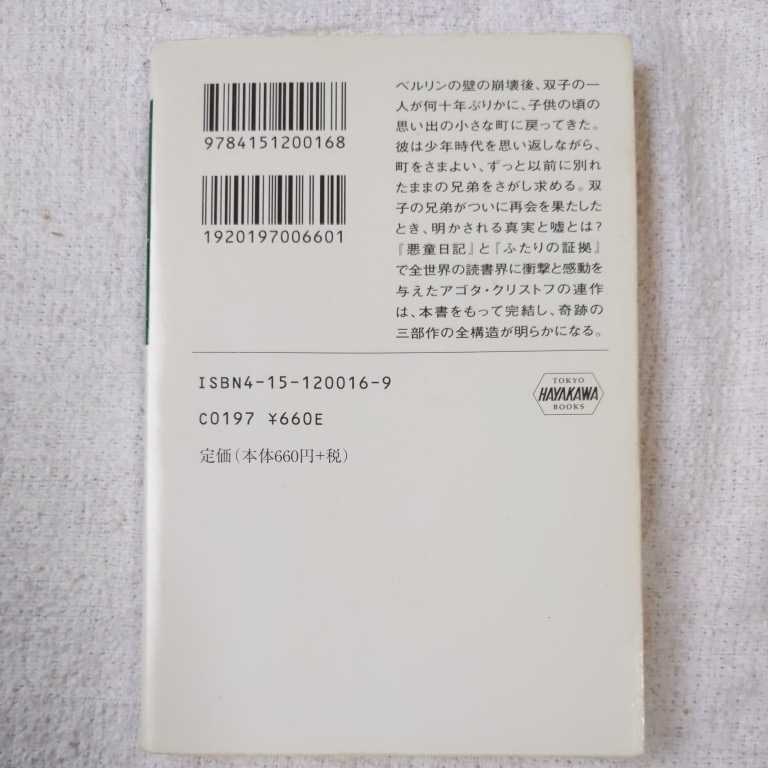 9784151200168
1920197006601
ベルリンの壁の崩壊後、双子の一
人が何十年ぶりかに、子供の頃の
思い出の小さな町に戻ってきた。
彼は少年時代を思い返しながら、
町をさまよい、ずっと以前に別れ
たままの兄弟をさがし求める。双
子の兄弟がついに再会を果たした
とき、明かされる真実と嘘とは?
『悪童日記』と『ふたりの証拠』
で全世界の読書界に衝撃と感動を
与えたアゴタ・クリストフの連作
は、本書をもって完結し、奇跡の
三部作の全構造が明らかになる。
ISBN4-15-120016-9
C0197 ¥660E
定価(本体660円+税)
TOKYO
HAYAKAWA
BOOKS